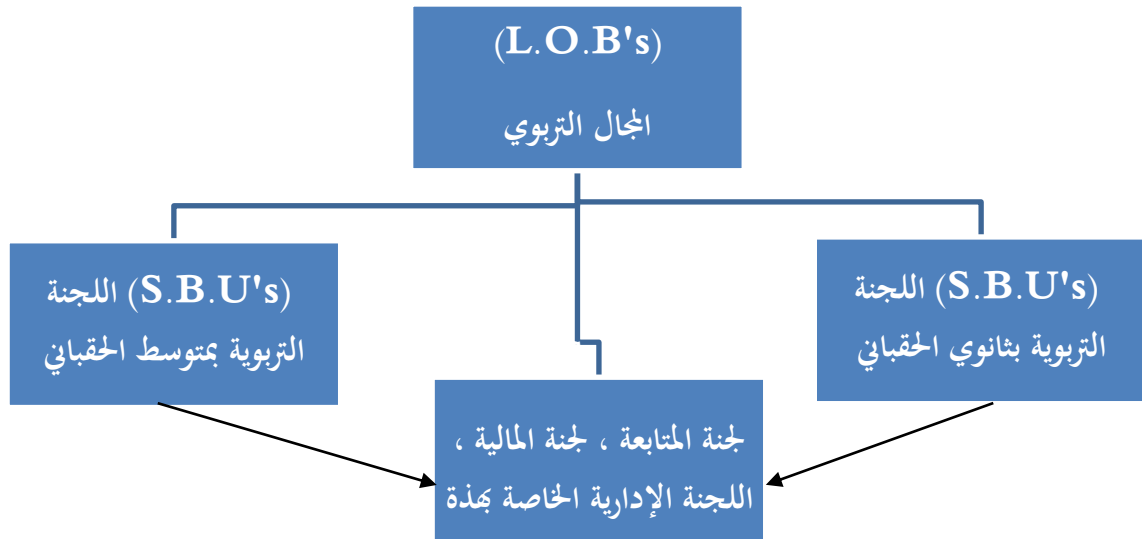 (L.O.B's)
المجال التربوي
(S.B.U's) اللجنة
التربوية بثانوي الحقباني
(S.B.U's) اللجنة
التربوية بمتوسط الحقباني
لجنة المتابعة ، لجنة المالية ،
اللجنة الإدارية الخاصة بهذة